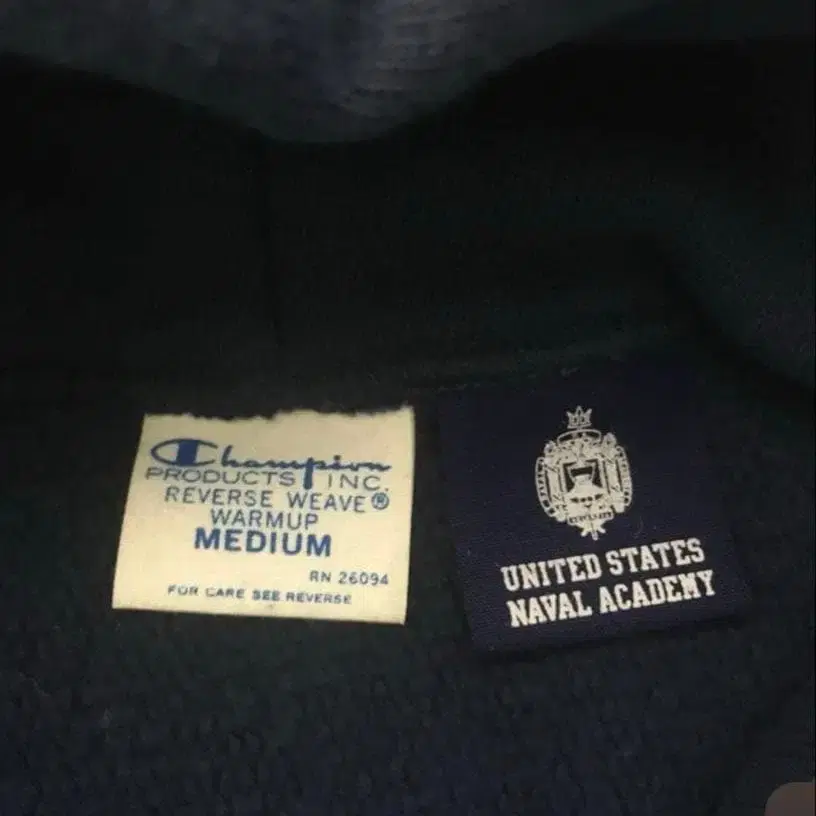 Champion
PRODUCTS INC.
REVERSE WEAVE®
WARMUP
MEDIUM
RN 26094
FOR CARE SEE REVERSE
UNITED STATES
NAVAL ACADEMY